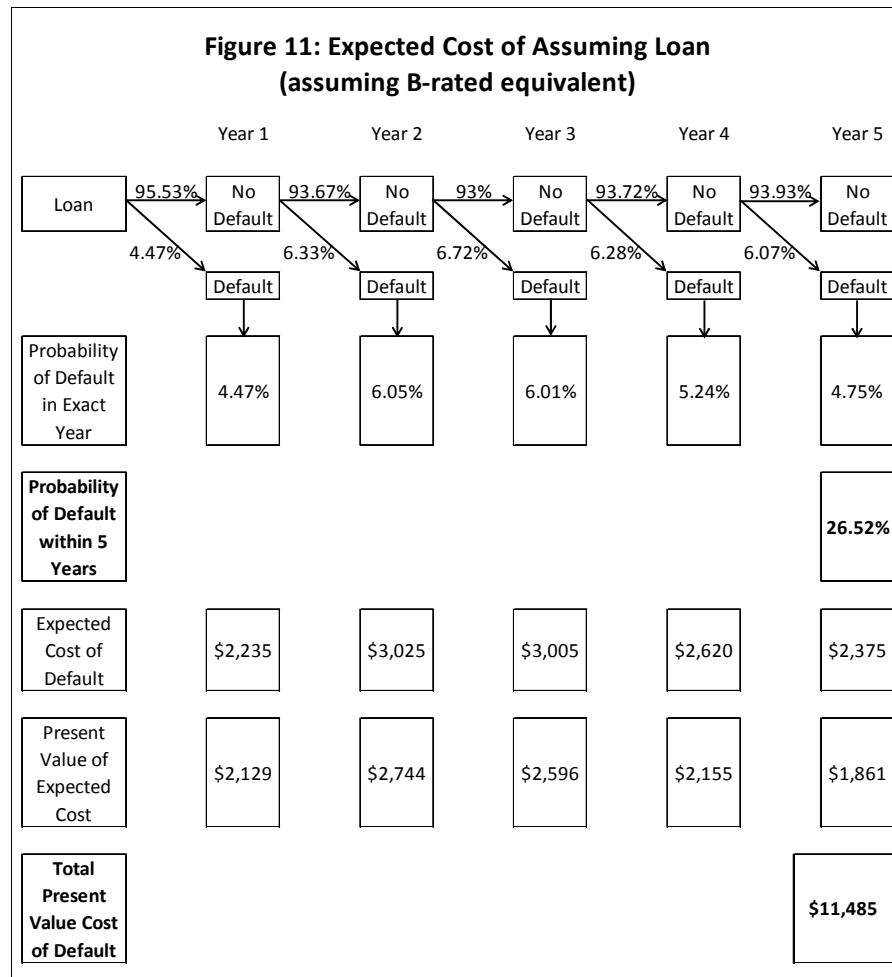 Figure 11: Expected Cost of Assuming Loan
(assuming B-rated equivalent)
Year 1 Year 2 Year 3 Year 4 Year 5
Loan 95.53% No Default 93.67% No Default 93% No Default 93.72% No Default 93.93% No Default
4.47% 6.33% 6.72% 6.28% 6.07%
Default Default Default Default Default
Probability
of Default
in Exact
Year
4.47% 6.05% 6.01% 5.24% 4.75%
Probability
of Default
within 5
Years
26.52%
Expected
Cost of
Default
$2,235 $3,025 $3,005 $2,620 $2,375
Present
Value of
Expected
Cost
$2,129 $2,744 $2,596 $2,155 $1,861
Total
Present
Value Cost
of Default
$11,485